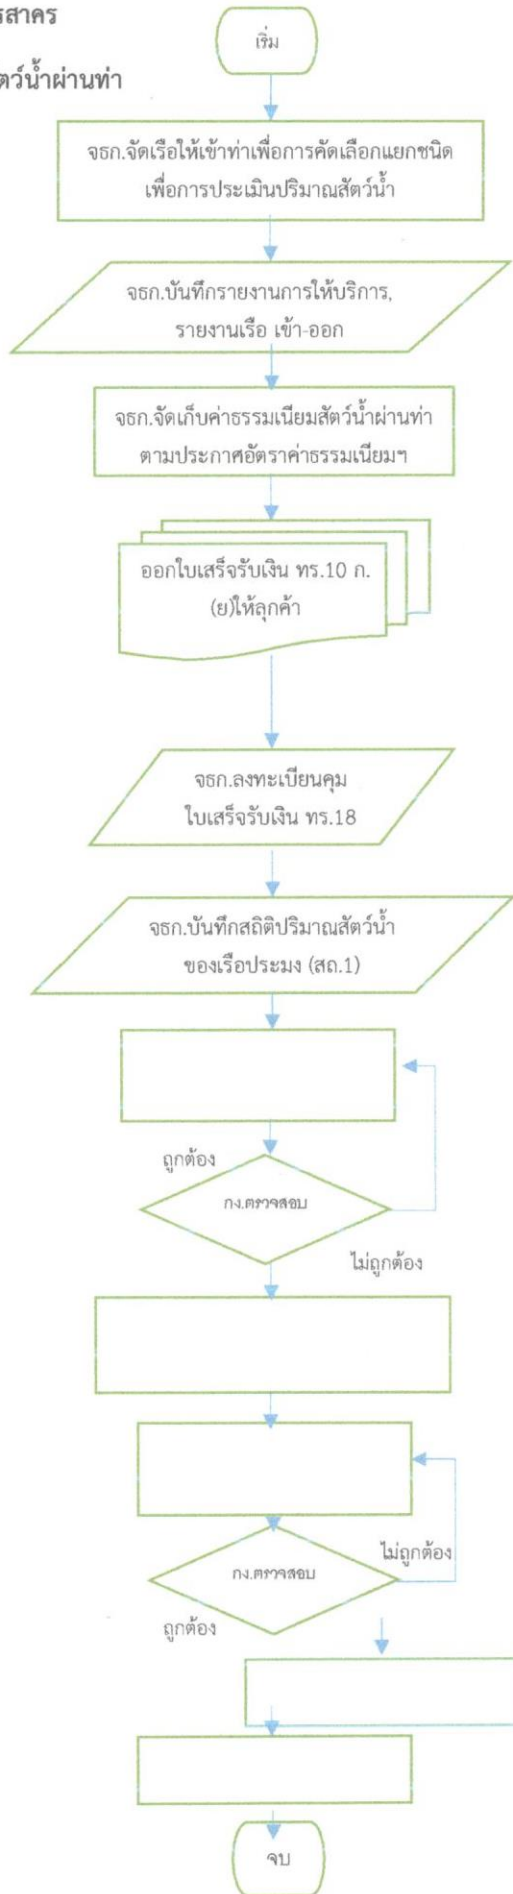 รสาคร
เริ่ม
ัตว์น้ำผ่านท่า
จธก.จัดเรือให้เข้าท่าเพื่อการคัดเลือกแยกชนิด
เพื่อการประเมินปริมาณสัตว์น้ำ
จธก.บันทึกรายงานการให้บริการ,
รายงานเรือ เข้า-ออก
จธก.จัดเก็บค่าธรรมเนียมสัตว์น้ำผ่านท่า
ตามประกาศอัตราค่าธรรมเนียมฯ
ออกใบเสร็จรับเงิน ทร.10 ก.
(ย)ให้ลูกค้า
จธก.ลงทะเบียนคุม
ใบเสร็จรับเงิน ทร.18
จธก.บันทึกสถิติปริมาณสัตว์น้ำ
ของเรือประมง (สถ.1)
ถูกต้อง
กง.ตรวจสอบ
ไม่ถูกต้อง
ไม่ถูกต้อง
กง.ตรวจสอบ
ถูกต้อง
จบ